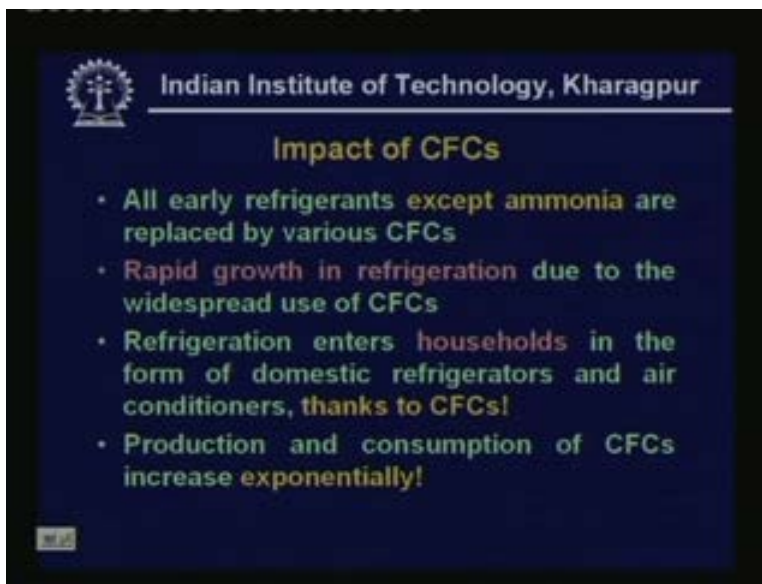 Indian Institute of Technology, Kharagpur
Impact of CFCs
• All early refrigerants except ammonia are
replaced by various CFCs
• Rapid growth in refrigeration due to the
widespread use of CFCs
• Refrigeration enters households in the
form of domestic refrigerators and air
conditioners, thanks to CFCs!
• Production and consumption of CFCs
increase exponentially!